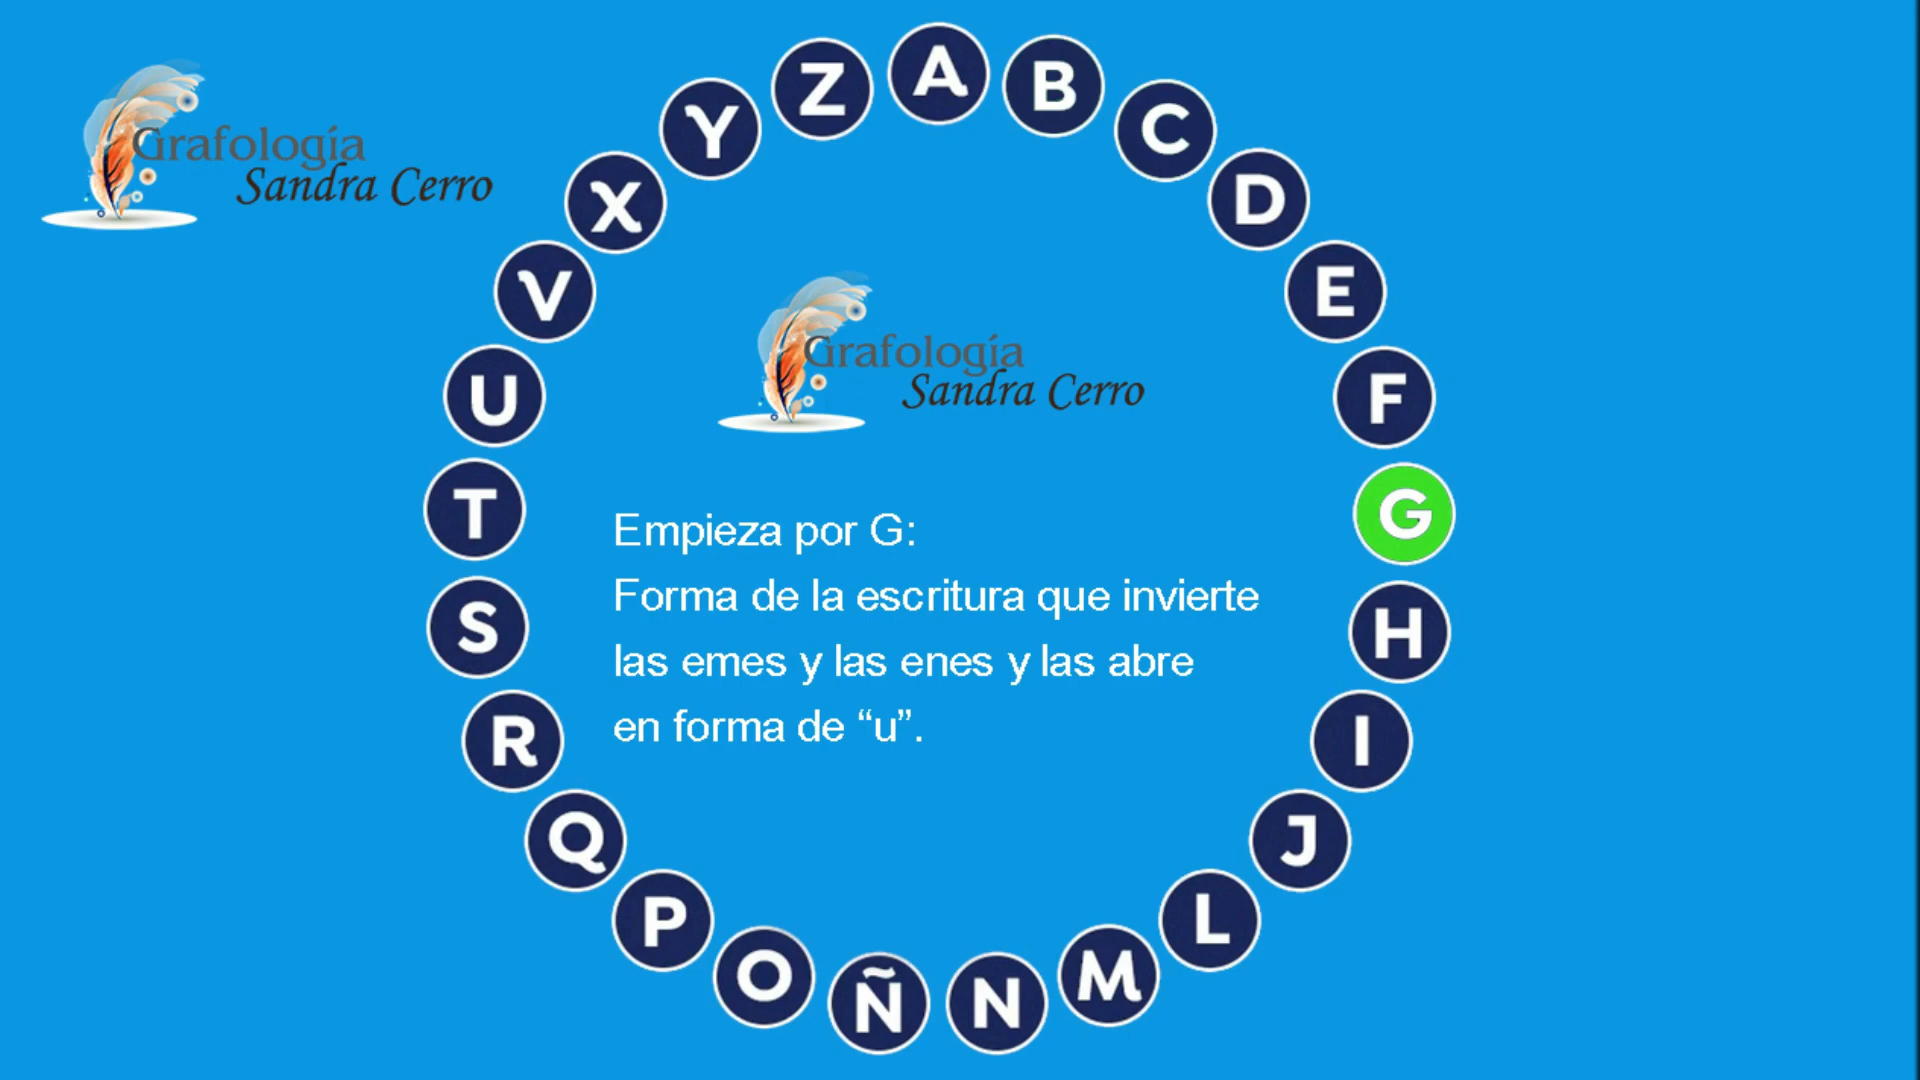 Grafología
Sandra Cerro
A
B
C
D
E
F
G
H
I
J
L
M
N
Ñ
O
P
Q
R
S
T
U
V
X
Y
Z
Grafología
Sandra Cerro
Empieza por G:
Forma de la escritura que invierte
las emes y las enes y las abre
en forma de “u”.